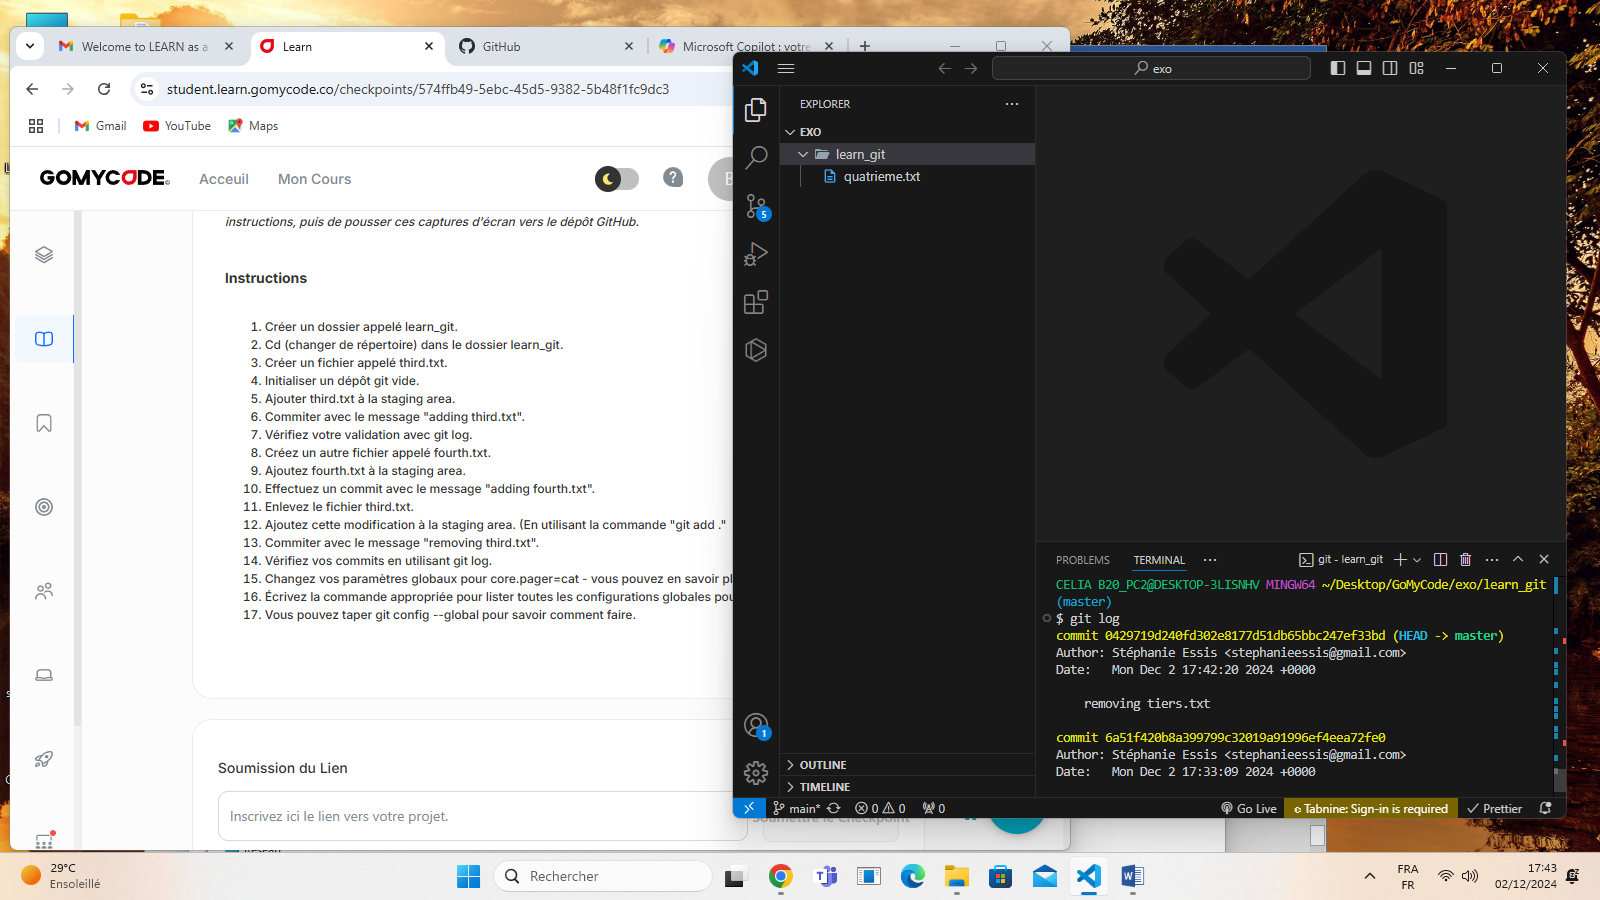 Welcome to LEARN as a
Learn
GitHub
Microsoft Copilot : votre
student.learn.gomycode.co/checkpoints/574ffb49-5ebc-45d5-9382-5b48f1fc9dc3
Gmail
YouTube
Maps
GOMYCODE
Acceuil
Mon Cours
B
instructions, puis de pousser ces captures d'écran vers le dépôt GitHub.
Instructions
1. Créer un dossier appelé learn_git.
2. Cd (changer de répertoire) dans le dossier learn_git.
3. Créer un fichier appelé third.txt.
4. Initialiser un dépôt git vide.
5. Ajouter third.txt à la staging area.
6. Commiter avec le message "adding third.txt".
7. Vérifiez votre validation avec git log.
8. Créez un autre fichier appelé fourth.txt.
9. Ajoutez fourth.txt à la staging area.
10. Effectuez un commit avec le message "adding fourth.txt".
11. Enlevez le fichier third.txt.
12. Ajoutez cette modification à la staging area. (En utilisant la commande "git add ."
13. Commiter avec le message "removing third.txt".
14. Vérifiez vos commits en utilisant git log.
15. Changez vos paramètres globaux pour core.pager=cat - vous pouvez en savoir pl
16. Écrivez la commande appropriée pour lister toutes les configurations globales pou
17. Vous pouvez taper git config --global pour savoir comment faire.
Soumission du Lien
Inscrivez ici le lien vers votre projet.
Soumettre le Checkpoint
exo
EXPLORER
EXO
learn_git
quatrieme.txt
5
1
OUTLINE
TIMELINE
PROBLEMS
TERMINAL
git - learn_git
CELIA B20_PC2@DESKTOP-3LISNHV MINGW64 ~/Desktop/GoMyCode/exo/learn_git
(master)
$ git log
commit 0429719d240fd302e8177d51db65bbc247ef33bd (HEAD -> master)
Author: Stéphanie Essis <stephanieessis@gmail.com>
Date:   Mon Dec 2 17:42:20 2024 +0000
removing tiers.txt
commit 6a51f420b8a399799c32019a91996ef4eea72fe0
Author: Stéphanie Essis <stephanieessis@gmail.com>
Date:   Mon Dec 2 17:33:09 2024 +0000
main*
0
0
0
Go Live
Tabnine: Sign-in is required
Prettier
29°C
Ensoleillé
Rechercher
FRA
FR
17:43
02/12/2024